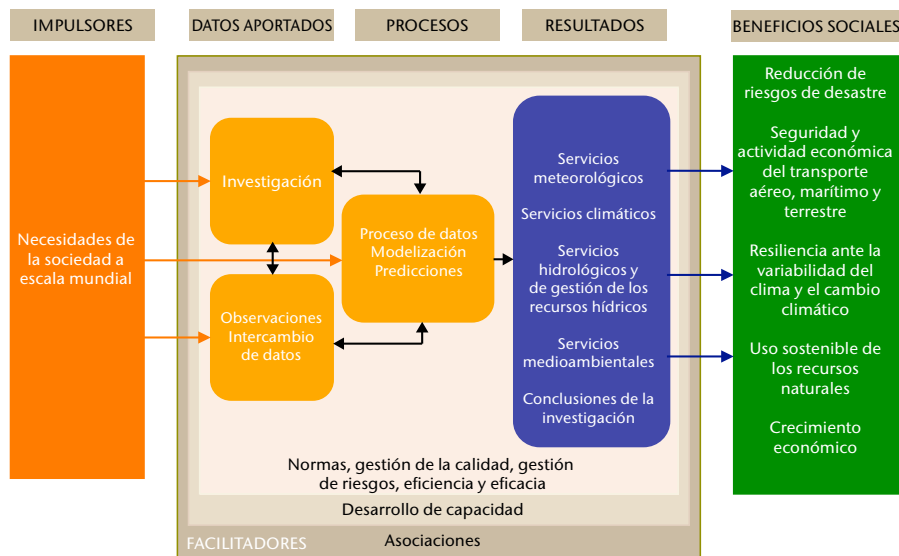 IMPULSORES
DATOS APORTADOS
PROCESOS
RESULTADOS
BENEFICIOS SOCIALES
Necesidades de
la sociedad a
escala mundial
Investigación
Observaciones
Intercambio
de datos
Proceso de datos
Modelización
Predicciones
Servicios
meteorológicos
Servicios climáticos
Servicios
hidrológicos y
de gestión de los
recursos hídricos
Servicios
medioambientales
Conclusiones de la
investigación
Reducción de
riesgos de desastre
Seguridad y
actividad económica
del transporte
aéreo, marítimo y
terrestre
Resiliencia ante la
variabilidad del
clima y el cambio
climático
Uso sostenible de
los recursos
naturales
Crecimiento
económico
Normas, gestión de la calidad, gestión
de riesgos, eficiencia y eficacia
Desarrollo de capacidad
FACILITADORES
Asociaciones